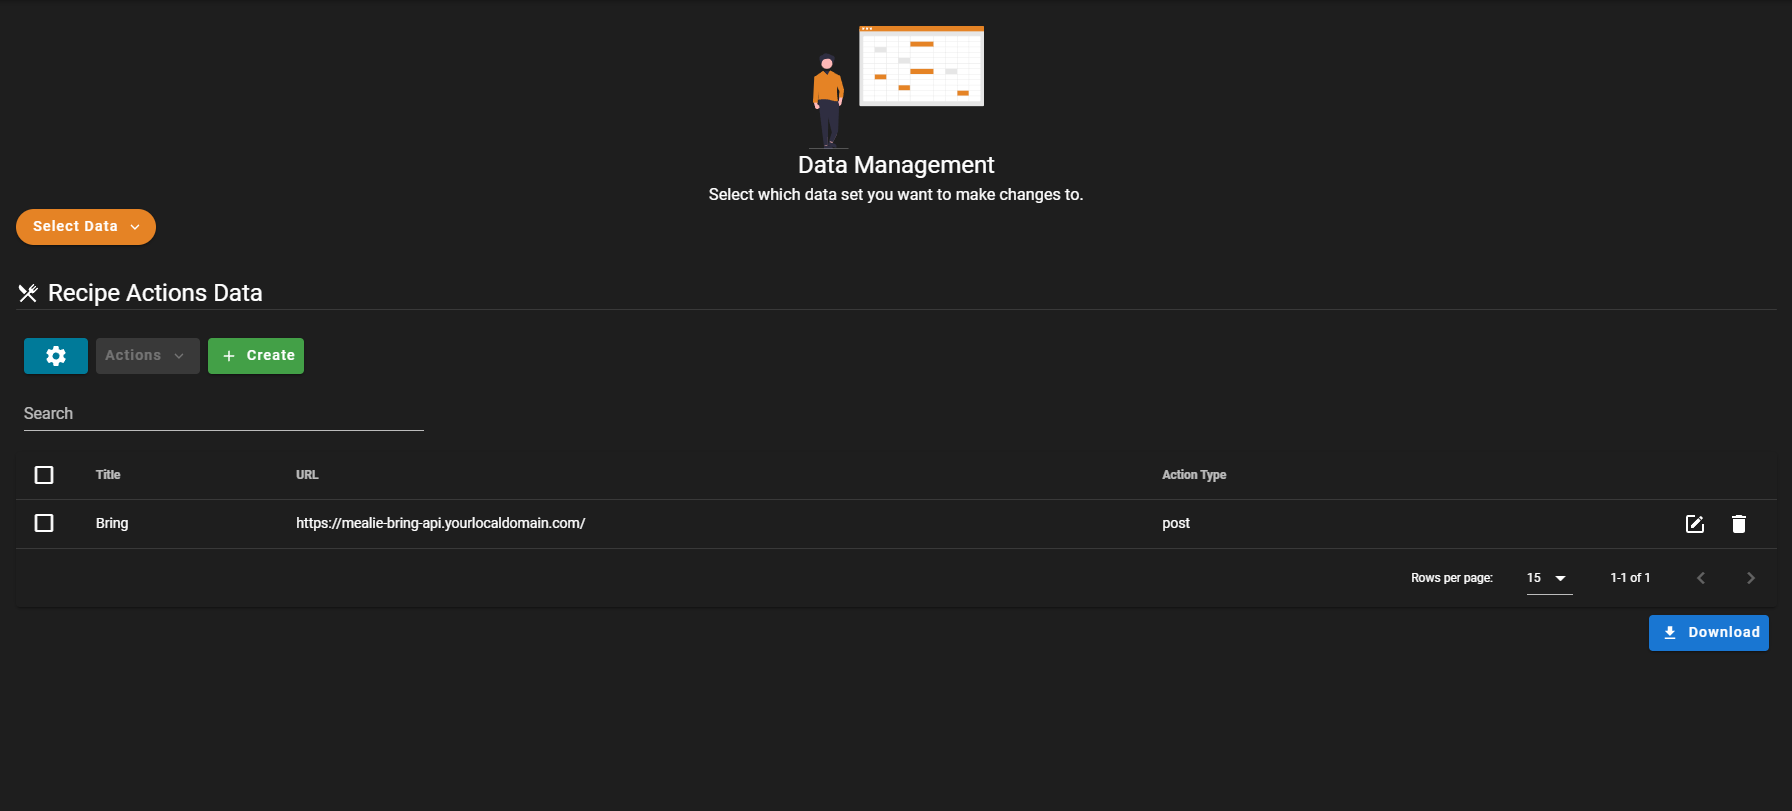 Data Management
Select which data set you want to make changes to.
Select Data
Recipe Actions Data
Actions
Create
Search
Title URL Action Type
Bring https://mealie-bring-api.yourlocaldomain.com/ post
Rows per page: 15 1-1 of 1
Download